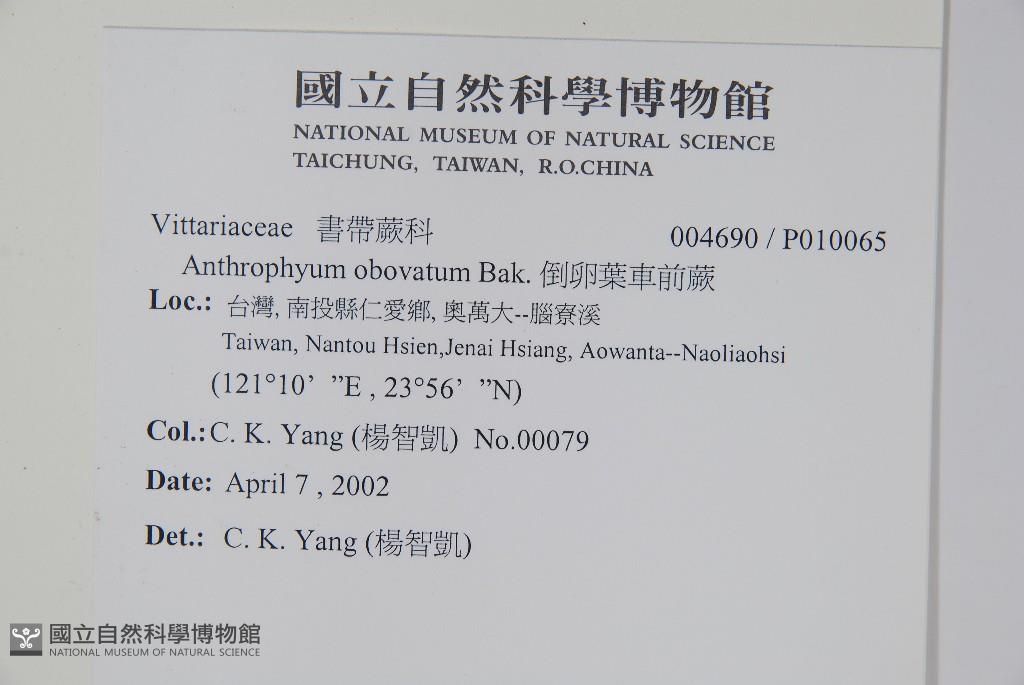 國立自然科學博物館
NATIONAL MUSEUM OF NATURAL SCIENCE
TAICHUNG, TAIWAN, R.O.CHINA
Vittariaceae 書帶蕨科 004690 / P010065
Anthrophyum obovatum Bak. 倒卵葉車前蕨
Loc.: 台灣, 南投縣仁愛鄉, 奧萬大--腦寮溪
Taiwan, Nantou Hsien,Jenai Hsiang, Aowanta--Naoliaohsi
(121°10’ ”E , 23°56’ ”N)
Col.: C. K. Yang (楊智凱) No.00079
Date: April 7 , 2002
Det.: C. K. Yang (楊智凱)
國立自然科學博物館
NATIONAL MUSEUM OF NATURAL SCIENCE